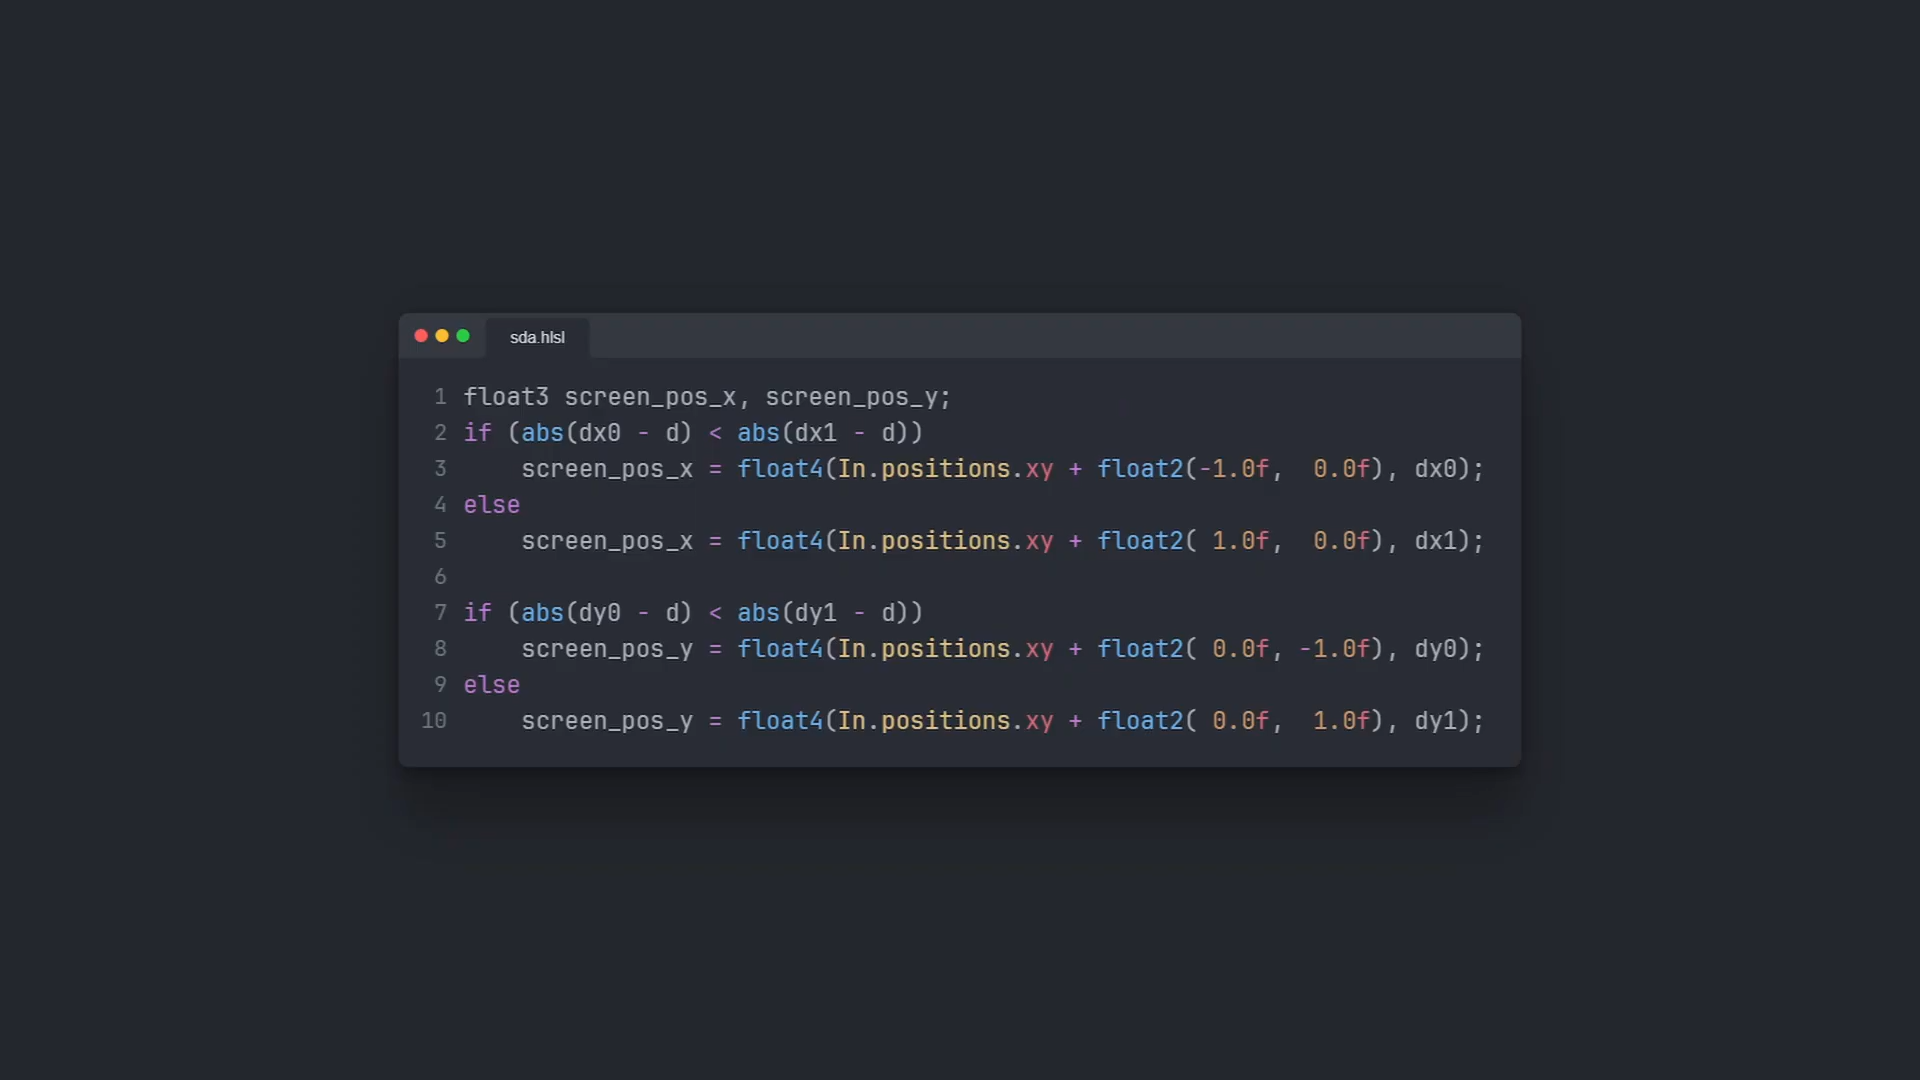 sda.hlsl
1 float3 screen_pos_x, screen_pos_y;
2 if (abs(dx0 - d) < abs(dx1 - d))
3     screen_pos_x = float4(In.positions.xy + float2(-1.0f,  0.0f), dx0);
4 else
5     screen_pos_x = float4(In.positions.xy + float2( 1.0f,  0.0f), dx1);
6
7 if (abs(dy0 - d) < abs(dy1 - d))
8     screen_pos_y = float4(In.positions.xy + float2( 0.0f, -1.0f), dy0);
9 else
10     screen_pos_y = float4(In.positions.xy + float2( 0.0f,  1.0f), dy1);